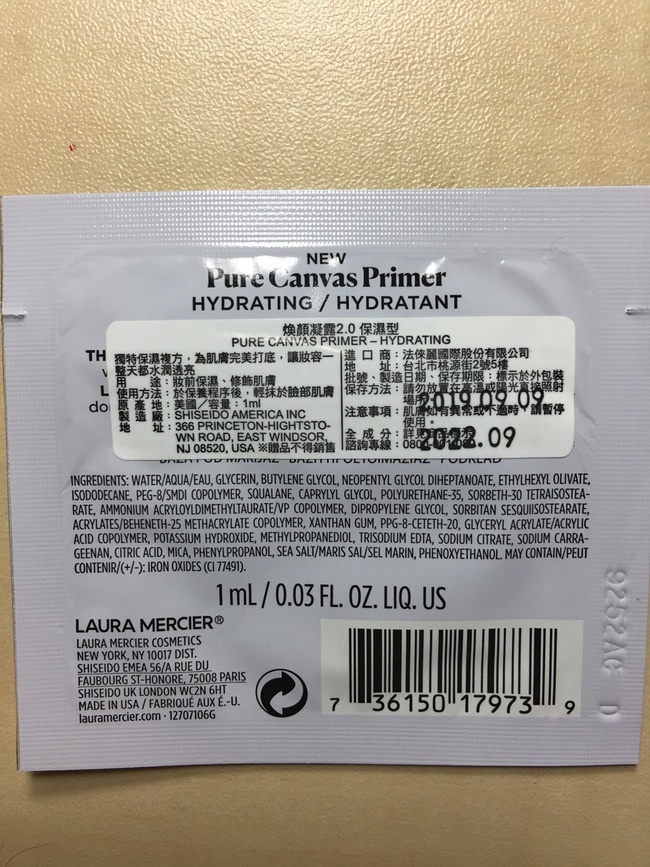 NEW
Pure Canvas Primer
HYDRATING / HYDRATANT
煥顏凝露2.0 保濕型
PURE CANVAS PRIMER – HYDRATING
獨特保濕複方，為肌膚完美打底，讓妝容一
整天都水潤透亮
用　　途：妝前保濕、修飾肌膚
使用方法：於保養程序後，輕抹於臉部肌膚
原 產 地：美國／容量：1ml
製 造 廠：SHISEIDO AMERICA INC
地　　址：366 PRINCETON-HIGHTSTO-
WN ROAD, EAST WINDSOR,
NJ 08520, USA ※贈品不得銷售
進 口 商：法徠麗國際股份有限公司
地　　址：台北市桃源街2號5樓
批號、製造日期、保存期限：標示於外包裝
保存方法：請勿放置在高溫或陽光直接照射
2019.09.09
注意事項：肌膚如有異常或不適時，請暫停
使用。
全 成 分：
.09
諮詢專線：
TH
L
do
INGREDIENTS: WATER/AQUA/EAU, GLYCERIN, BUTYLENE GLYCOL, NEOPENTYL GLYCOL DIHEPTANOATE, ETHYLHEXYL OLIVATE,
ISODODECANE, PEG-8/SMDI COPOLYMER, SQUALANE, CAPRYLYL GLYCOL, POLYURETHANE-35, SORBETH-30 TETRAISOSTEA-
RATE, AMMONIUM ACRYLOYLDIMETHYLTAURATE/VP COPOLYMER, DIPROPYLENE GLYCOL, SORBITAN SESQUIISOSTEARATE,
ACRYLATES/BEHENETH-25 METHACRYLATE COPOLYMER, XANTHAN GUM, PPG-8-CETETH-20, GLYCERYL ACRYLATE/ACRYLIC
ACID COPOLYMER, POTASSIUM HYDROXIDE, METHYLPROPANEDIOL, TRISODIUM EDTA, SODIUM CITRATE, SODIUM CARRA-
GEENAN, CITRIC ACID, MICA, PHENYLPROPANOL, SEA SALT/MARIS SAL/SEL MARIN, PHENOXYETHANOL. MAY CONTAIN/PEUT
CONTENIR/(+/-): IRON OXIDES (CI 77491).
1 mL / 0.03 FL. OZ. LIQ. US
LAURA MERCIER®
LAURA MERCIER COSMETICS
NEW YORK, NY 10017 DIST.
SHISEIDO EMEA 56/A RUE DU
FAUBOURG ST-HONORE, 75008 PARIS
SHISEIDO UK LONDON WC2N 6HT
MADE IN USA / FABRIQUÉ AUX É.-U.
lauramercier.com · 12707106G
7 36150 17973 9
9252AG D